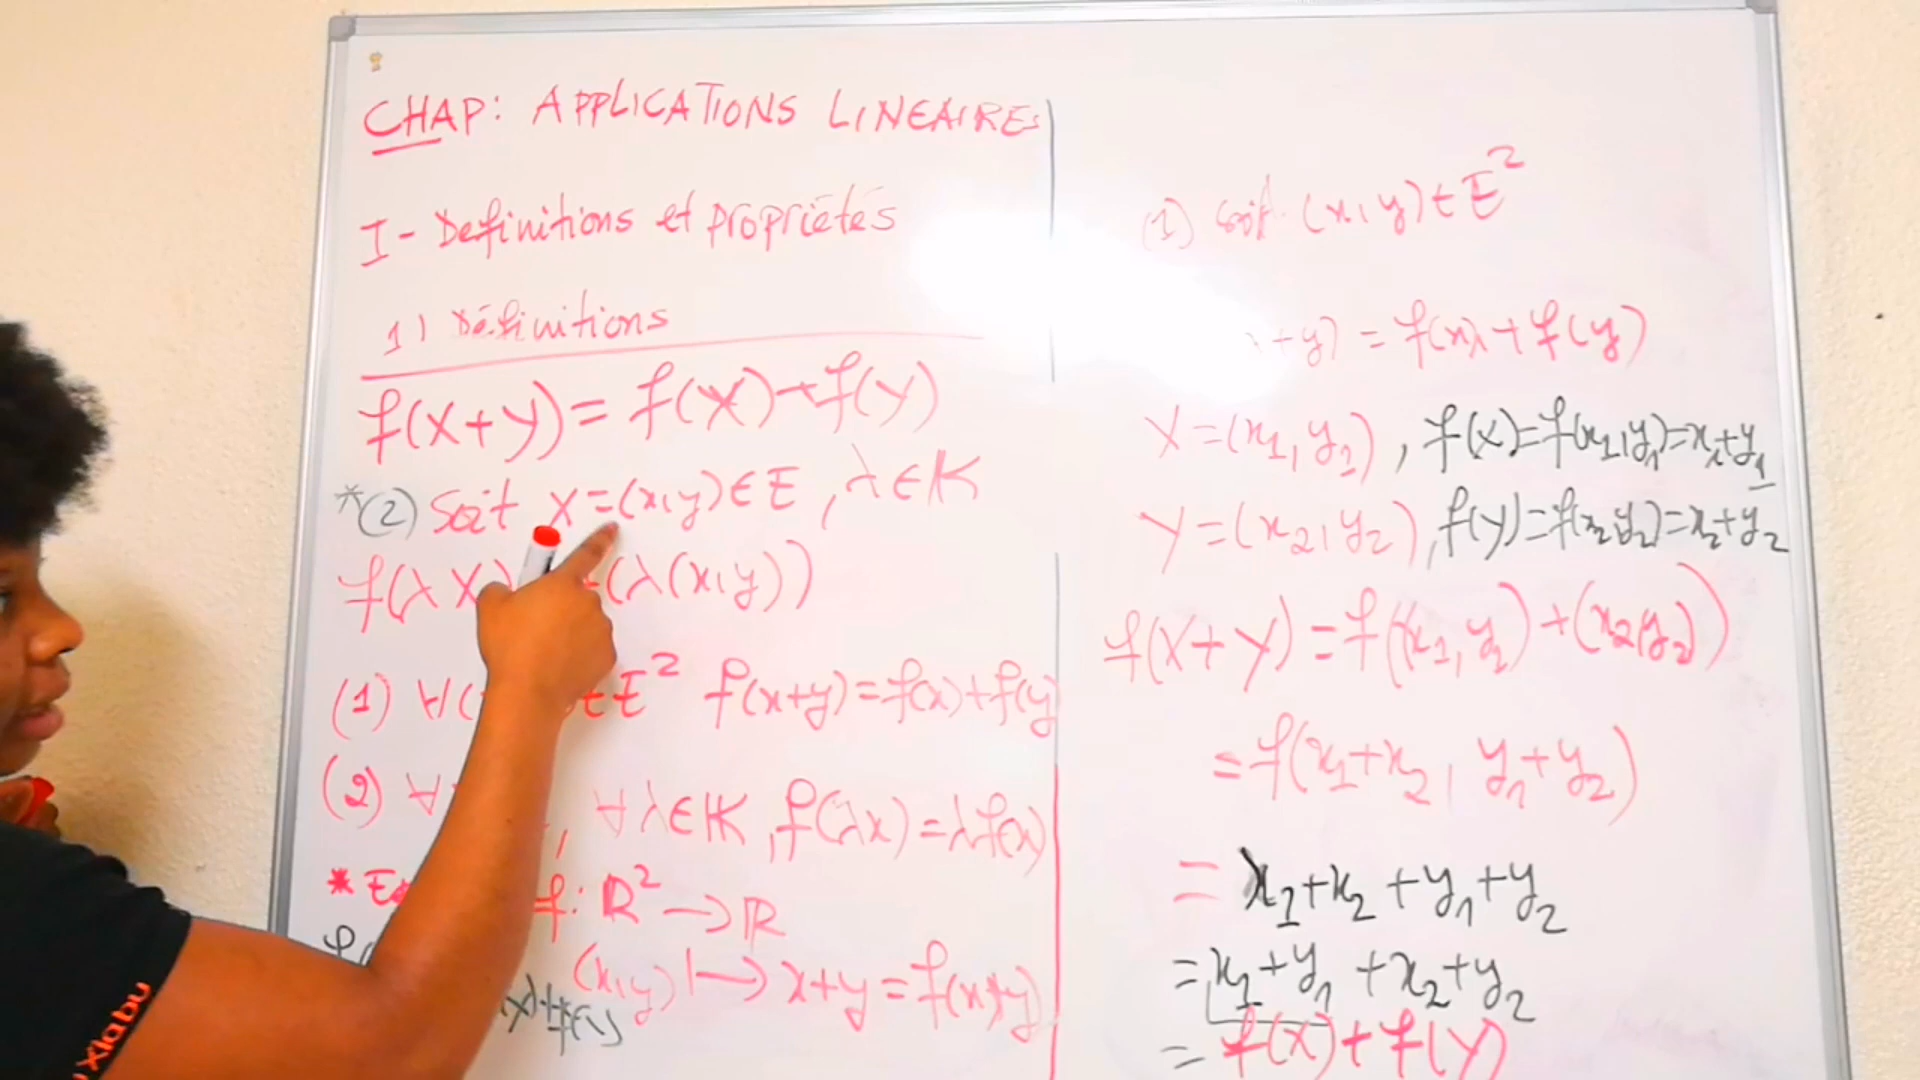 CHAP: APPLICATIONS LINEAIRES
I - Definitions et propriétés
1) Définitions
f(X+Y) = f(X)+f(Y)
*(2) Soit X=(x,y)∈E, λ∈K
f(λX) (λ(x,y))
(1) ∀( ∈E² f(x+y)=f(x)+f(y)
(2) ∀ , ∀λ∈K, f(λx)=λf(x)
* f: R² → R
(x,y) ↦ x+y = f(x,y)
(1) soit (x,y)∈E²
+y) = f(x)+f(y)
X=(x₁,y₁), f(X)=f(x₁,y₁)=x₁+y₁
Y=(x₂,y₂), f(y)=f(x₂,y₂)=x₂+y₂
f(X+Y) = f((x₁,y₁)+(x₂,y₂))
=f(x₁+x₂, y₁+y₂)
= x₁+x₂+y₁+y₂
=x₁+y₁+x₂+y₂
= f(X)+f(Y)
Xiabu